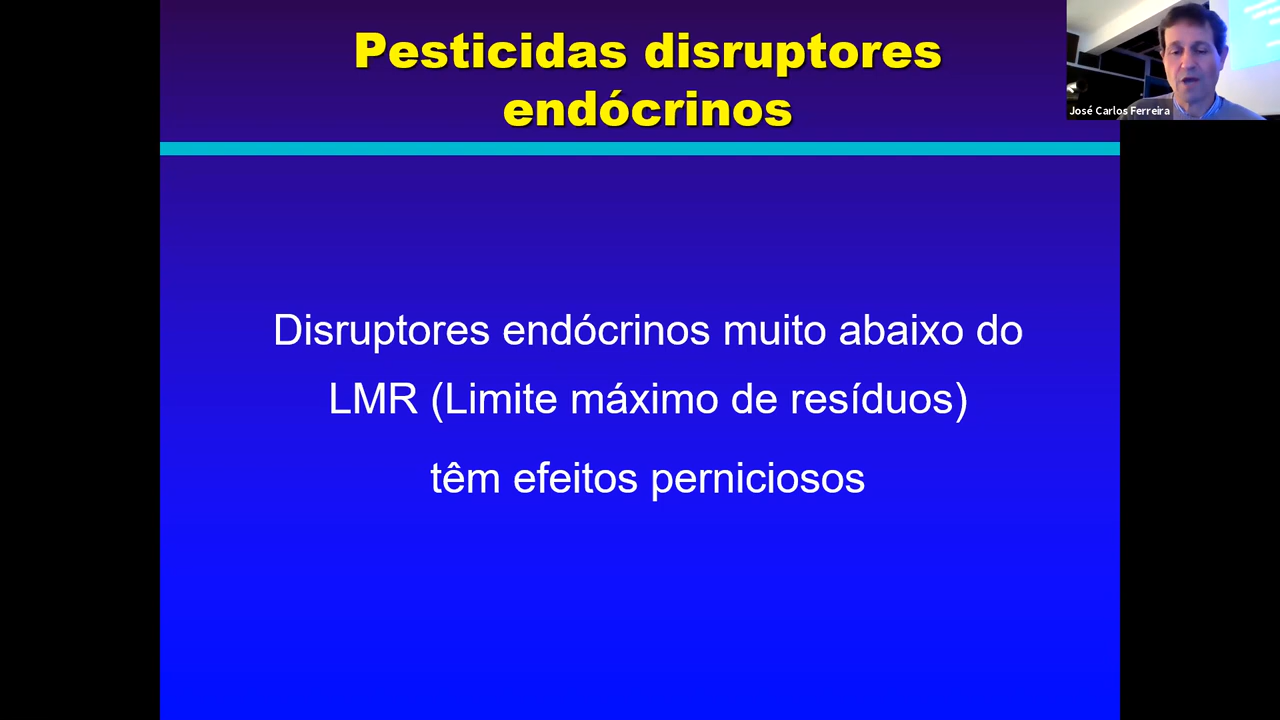 Pesticidas disruptores
endócrinos
José Carlos Ferreira
Disruptores endócrinos muito abaixo do
LMR (Limite máximo de resíduos)
têm efeitos perniciosos